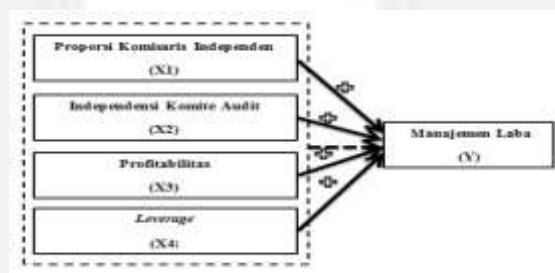 Proporsi Komisaris Independen
(X1)
Independensi Komite Audit
(X2)
Profitabilitas
(X3)
Leverage
(X4)
Manajemen Laba
(Y)